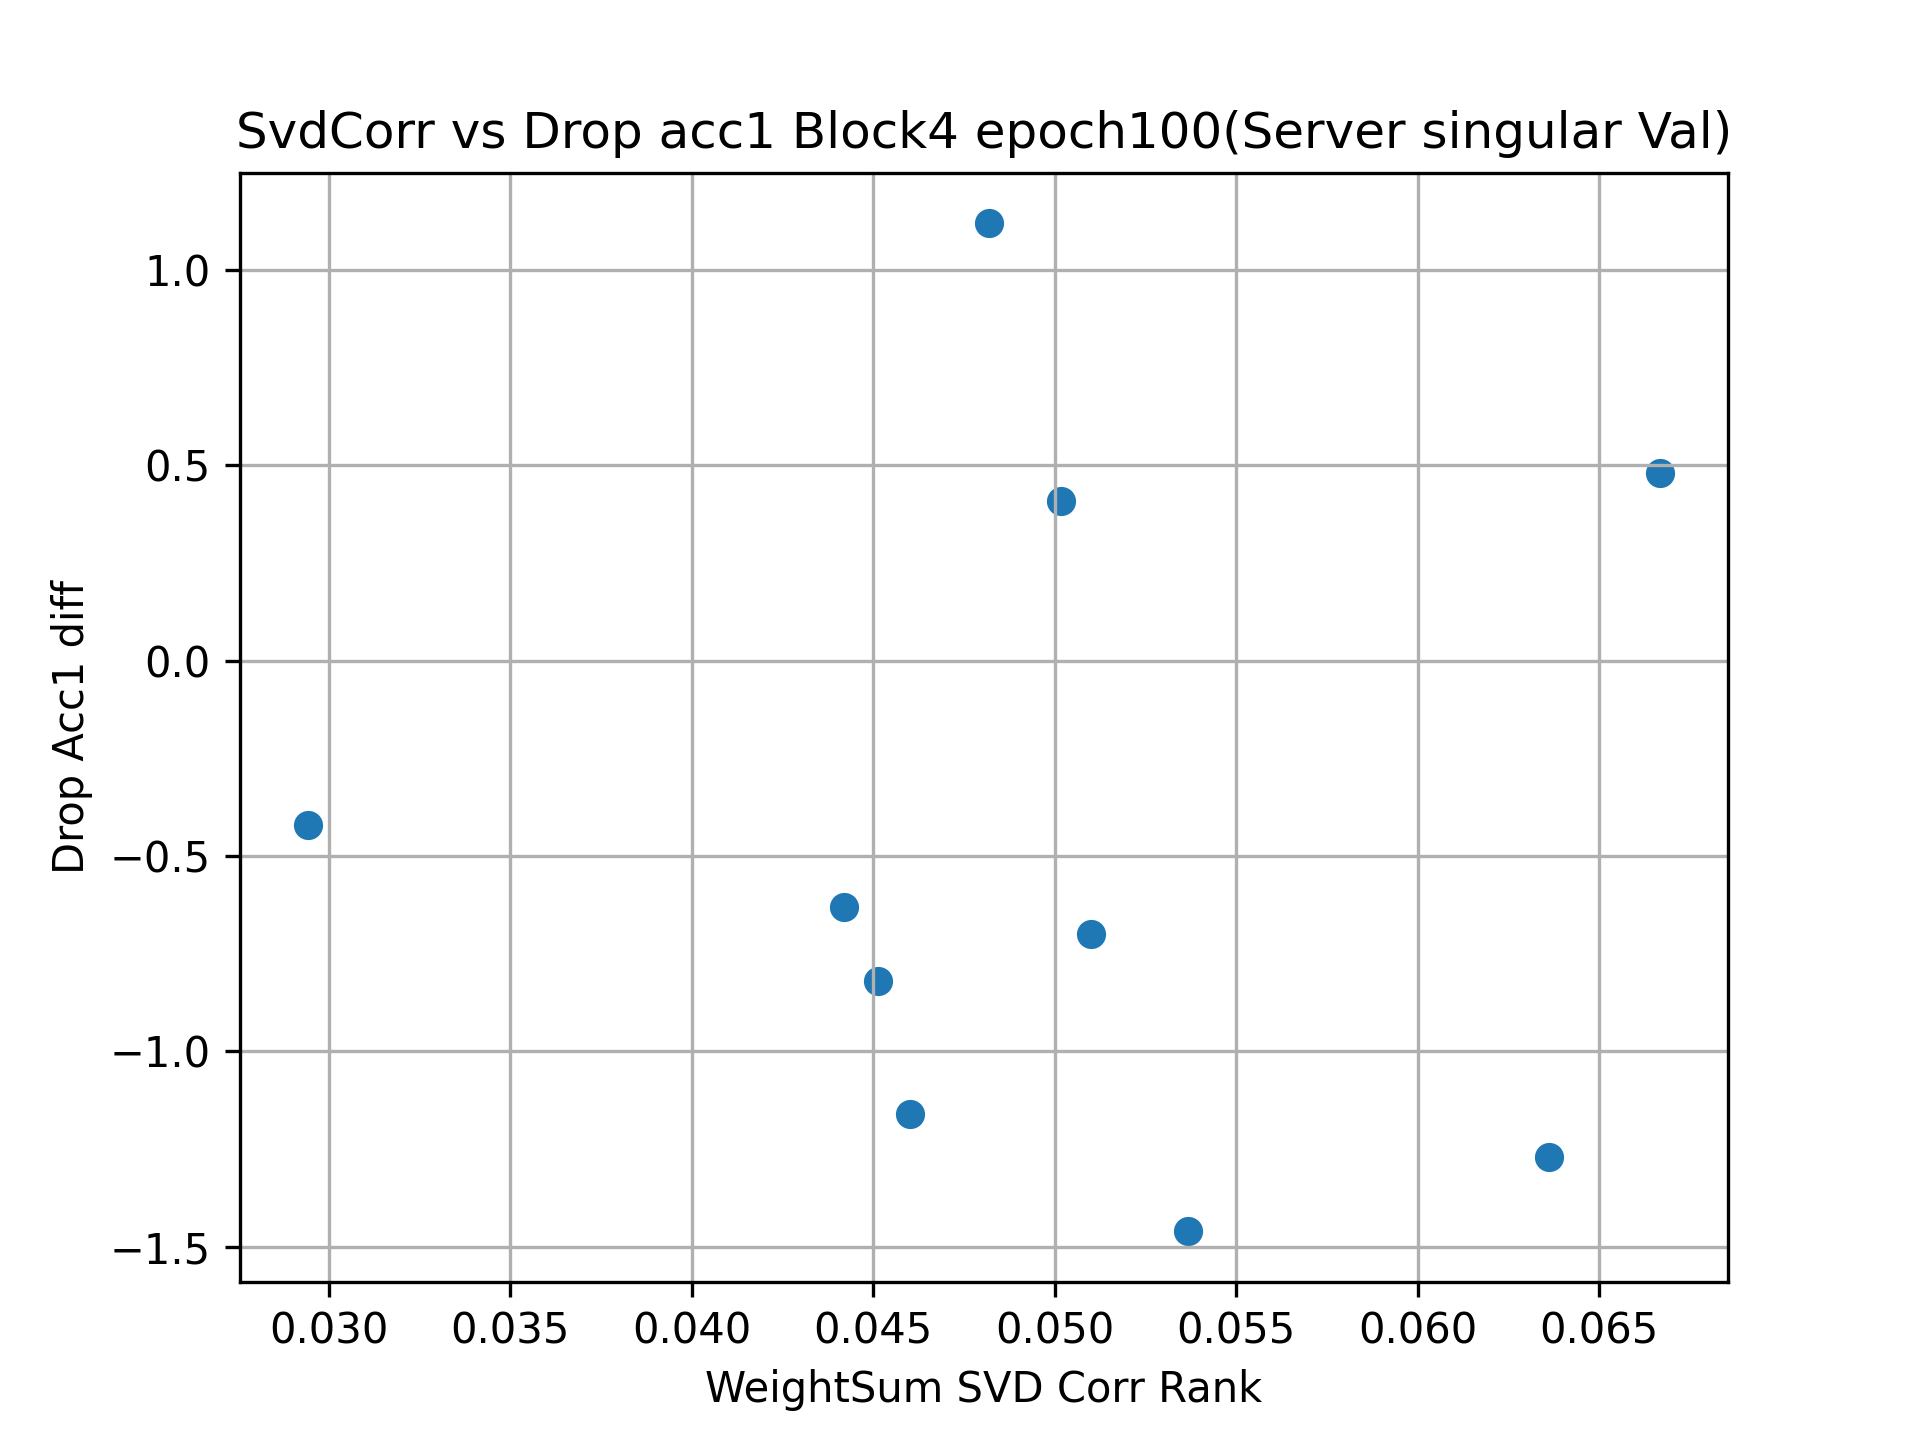 SvdCorr vs Drop acc1 Block4 epoch100(Server singular Val)
1.0
0.5
0.0
−0.5
−1.0
−1.5
Drop Acc1 diff
0.030 0.035 0.040 0.045 0.050 0.055 0.060 0.065
WeightSum SVD Corr Rank